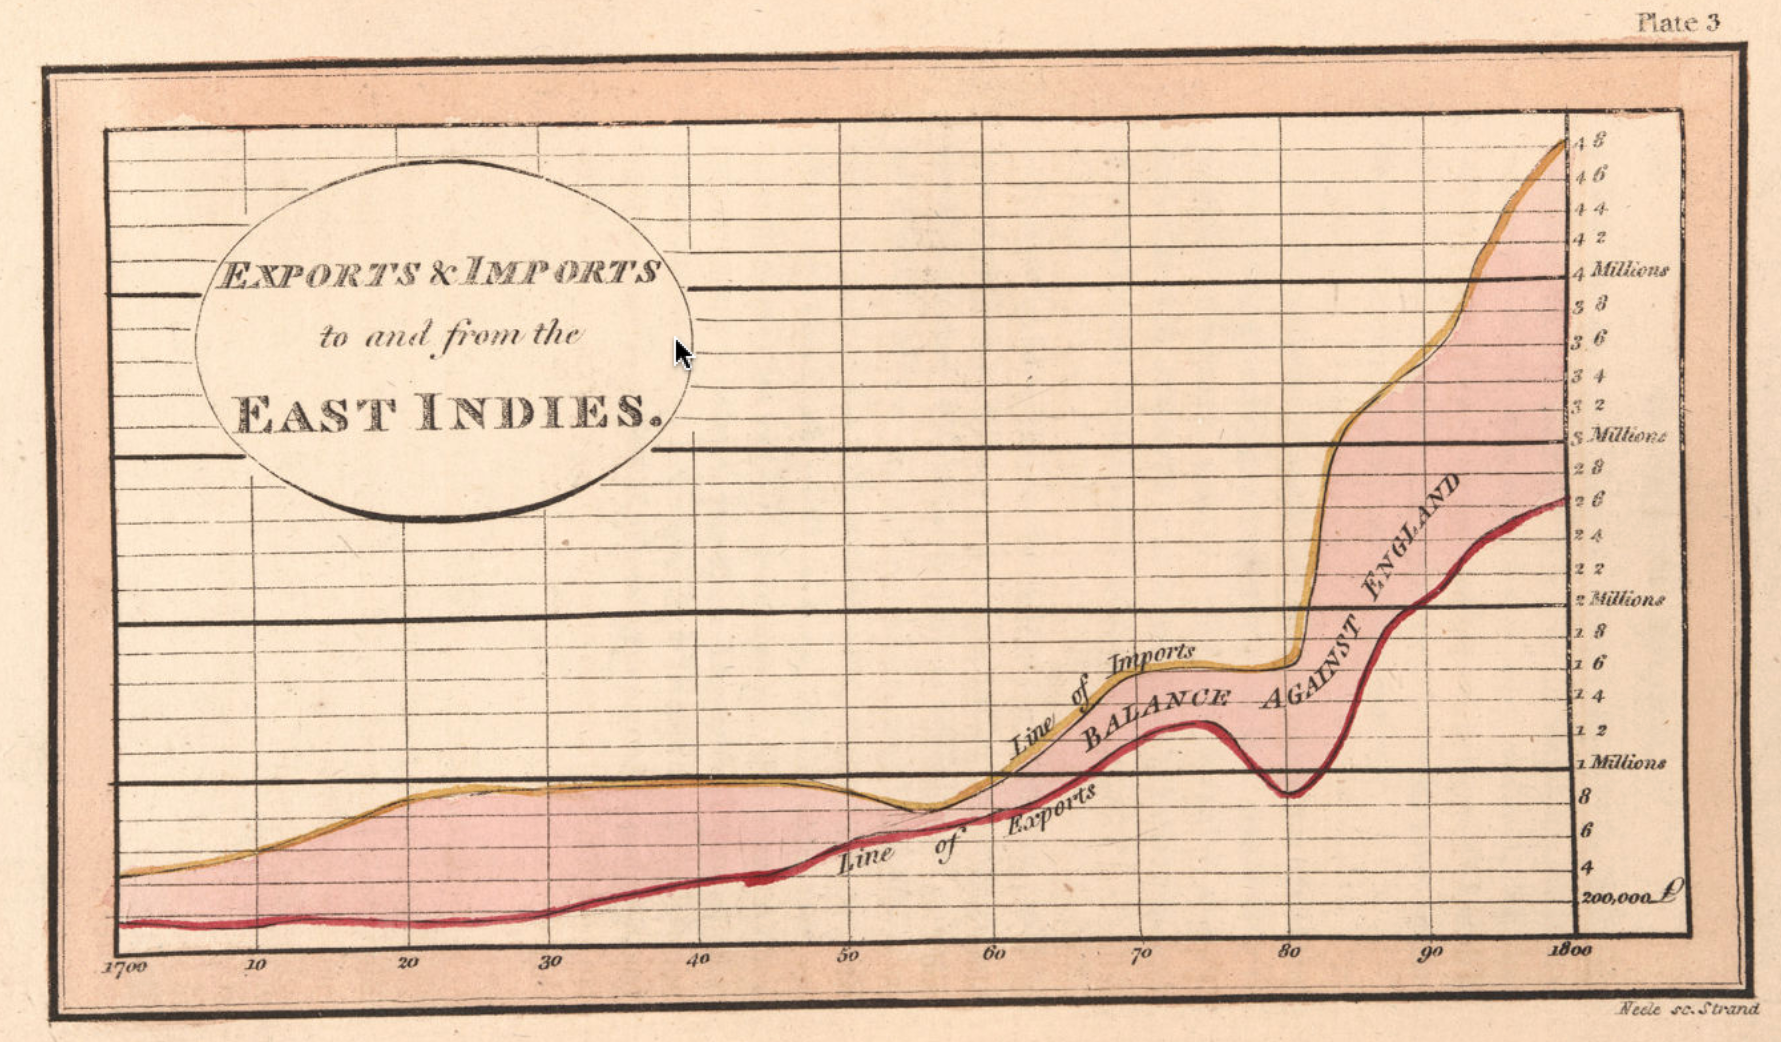 Plate 3
EXPORTS & IMPORTS
to and from the
EAST INDIES.
4 8
4 6
4 4
4 2
4 Millions
3 8
3 6
3 4
3 2
3 Millions
2 8
2 6
2 4
2 2
2 Millions
1 8
1 6
1 4
1 2
1 Millions
8
6
4
200,000 £
Line of Imports
BALANCE AGAINST ENGLAND
Line of Exports
1700 10 20 30 40 50 60 70 80 90 1800
Neele sc. Strand